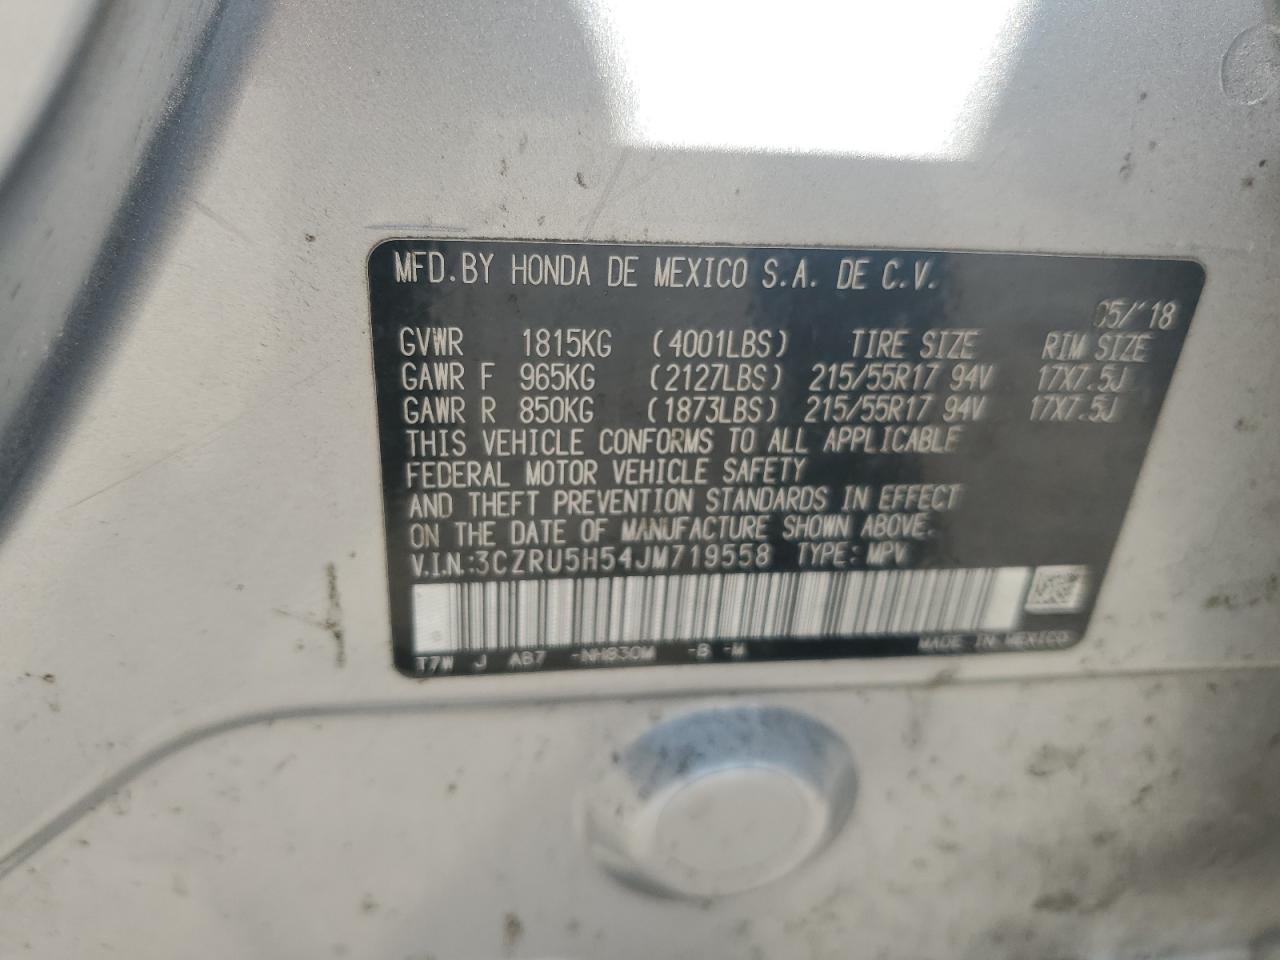 MFD.BY HONDA DE MEXICO S.A. DE C.V.
05/'18
GVWR 1815KG (4001LBS) TIRE SIZE RIM SIZE
GAWR F 965KG (2127LBS) 215/55R17 94V 17X7.5J
GAWR R 850KG (1873LBS) 215/55R17 94V 17X7.5J
THIS VEHICLE CONFORMS TO ALL APPLICABLE
FEDERAL MOTOR VEHICLE SAFETY
AND THEFT PREVENTION STANDARDS IN EFFECT
ON THE DATE OF MANUFACTURE SHOWN ABOVE.
V.I.N.:3CZRU5H54JM719558 TYPE: MPV
T7W J AB7 -NH830M -B -M MADE IN MEXICO